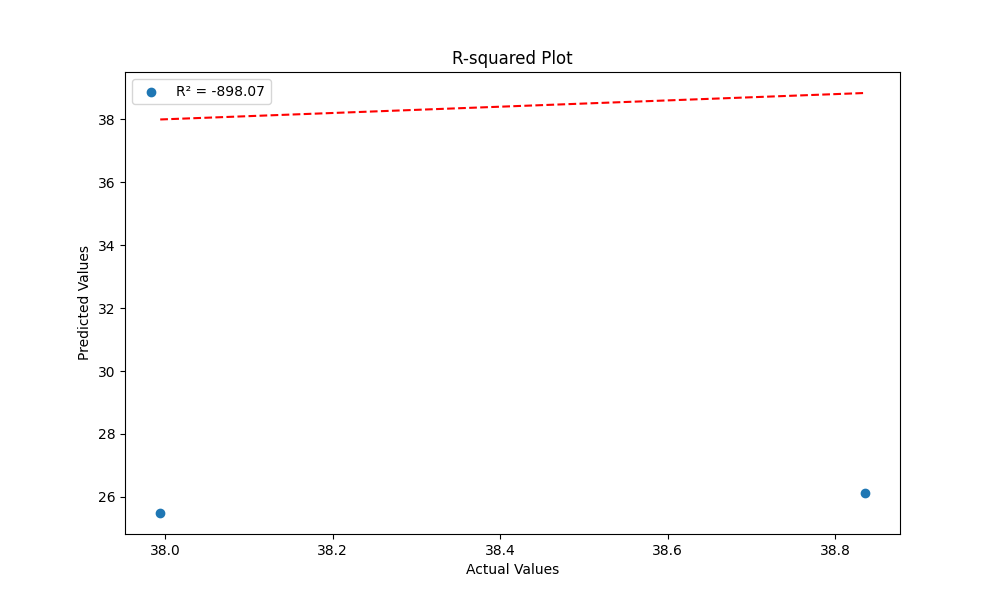 R-squared Plot
R² = -898.07
38
36
34
32
30
28
26
Predicted Values
38.0 38.2 38.4 38.6 38.8
Actual Values